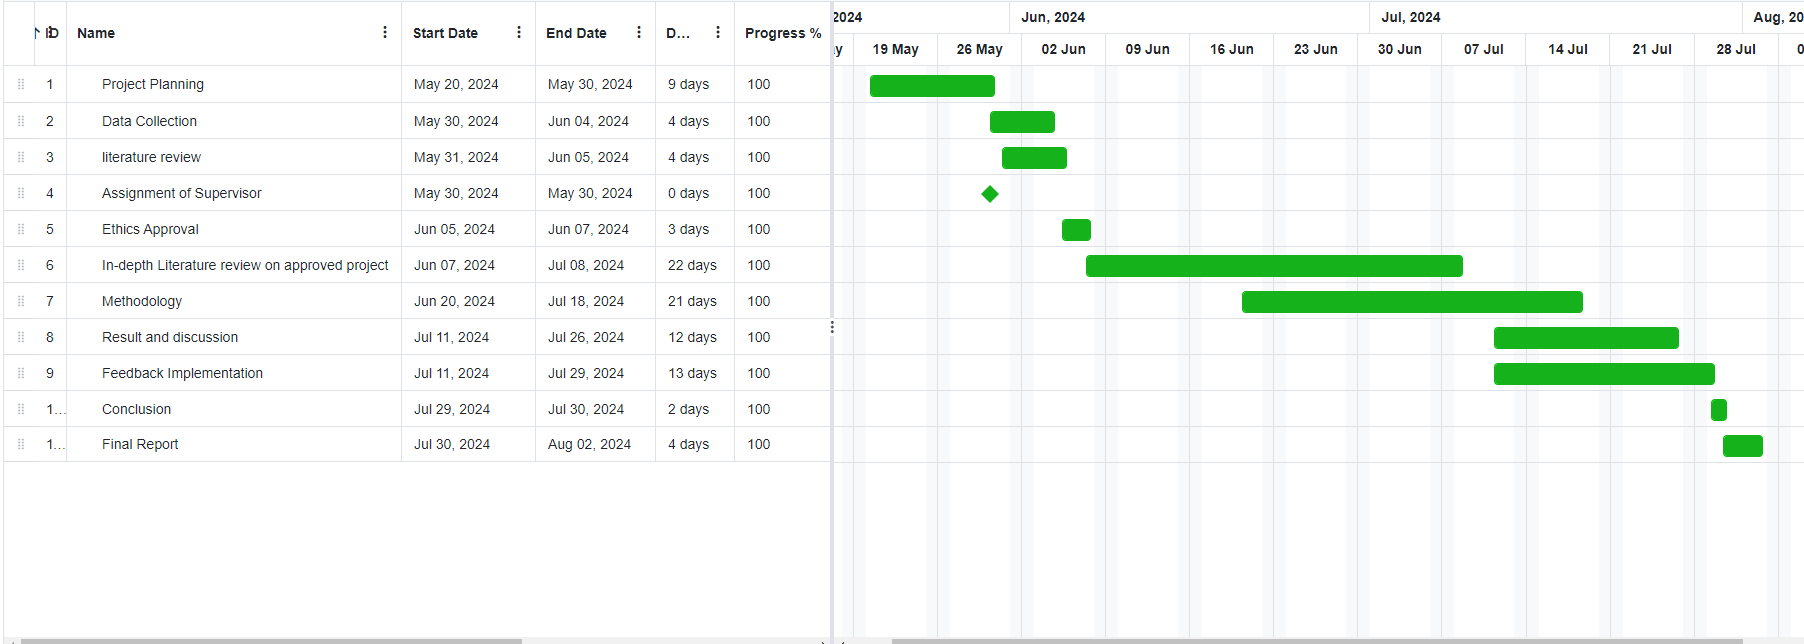 ID Name Start Date End Date D... Progress %
2024 Jun, 2024 Jul, 2024 Aug, 20
19 May 26 May 02 Jun 09 Jun 16 Jun 23 Jun 30 Jun 07 Jul 14 Jul 21 Jul 28 Jul
1 Project Planning May 20, 2024 May 30, 2024 9 days 100
2 Data Collection May 30, 2024 Jun 04, 2024 4 days 100
3 literature review May 31, 2024 Jun 05, 2024 4 days 100
4 Assignment of Supervisor May 30, 2024 May 30, 2024 0 days 100
5 Ethics Approval Jun 05, 2024 Jun 07, 2024 3 days 100
6 In-depth Literature review on approved project Jun 07, 2024 Jul 08, 2024 22 days 100
7 Methodology Jun 20, 2024 Jul 18, 2024 21 days 100
8 Result and discussion Jul 11, 2024 Jul 26, 2024 12 days 100
9 Feedback Implementation Jul 11, 2024 Jul 29, 2024 13 days 100
1... Conclusion Jul 29, 2024 Jul 30, 2024 2 days 100
1... Final Report Jul 30, 2024 Aug 02, 2024 4 days 100